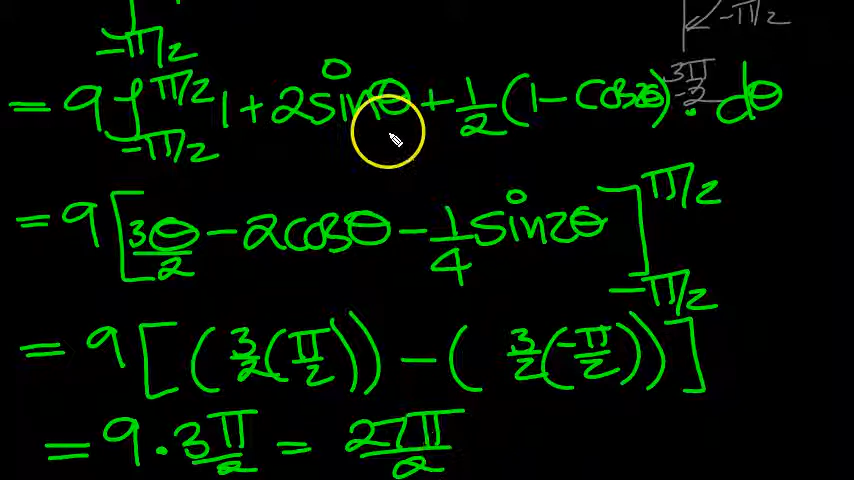 -π/2
-π/2
3π
-2
= 9 ∫_{-π/2}^{π/2} 1 + 2sinθ + 1/2 (1 - cos2θ) · dθ
= 9 [ 3θ/2 - 2cosθ - 1/4 sin2θ ]_{-π/2}^{π/2}
= 9 [ ( 3/2 ( π/2 ) ) - ( 3/2 ( -π/2 ) ) ]
= 9 · 3π/2 = 27π/2